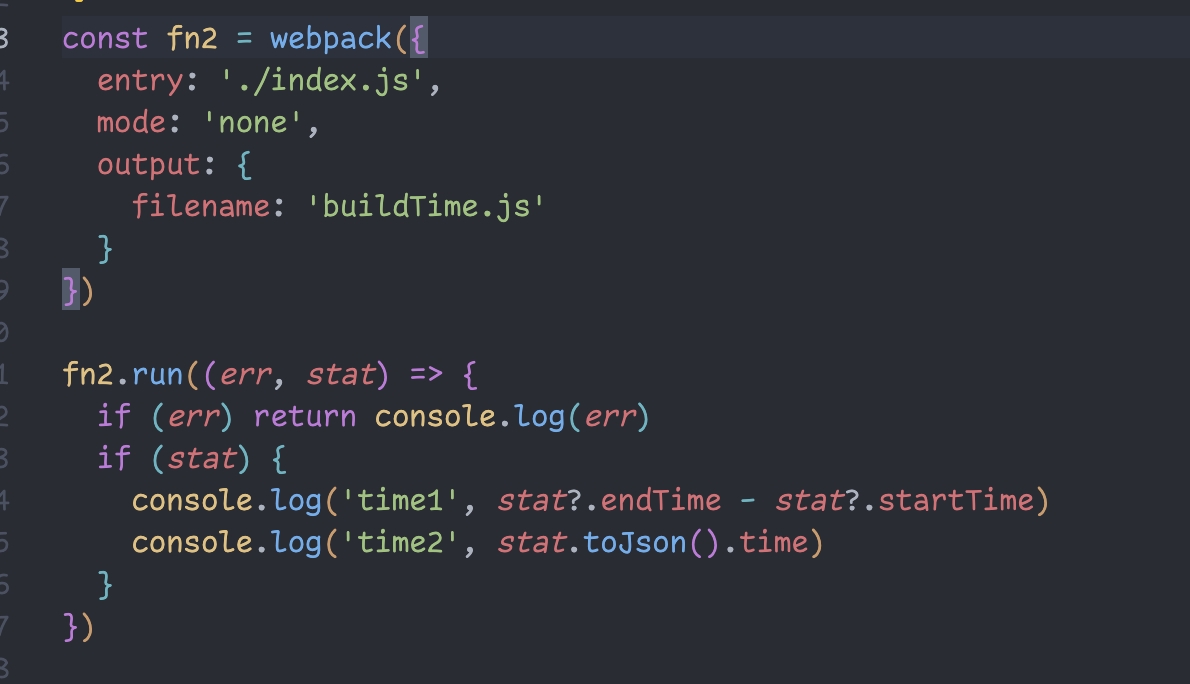 3 const fn2 = webpack({
4   entry: './index.js',
5   mode: 'none',
6   output: {
7     filename: 'buildTime.js'
8   }
9 })
0
1 fn2.run((err, stat) => {
2   if (err) return console.log(err)
3   if (stat) {
4     console.log('time1', stat?.endTime - stat?.startTime)
5     console.log('time2', stat.toJson().time)
6   }
7 })
8